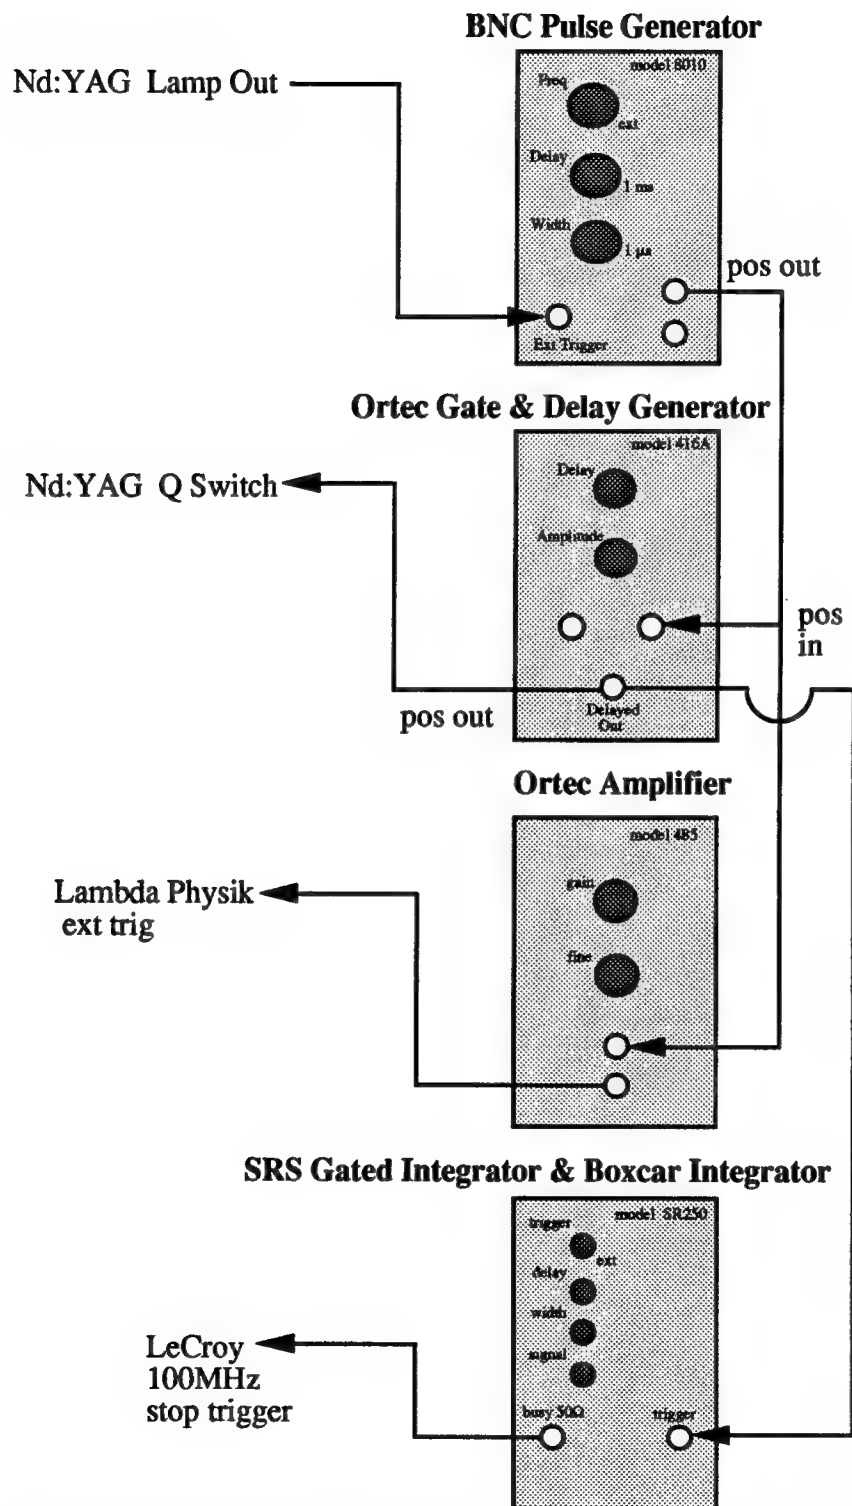 BNC Pulse Generator
model 8010
Nd:YAG Lamp Out
Freq
ext
Delay
1 ms
Width
1 µs
pos out
Ext Trigger
Ortec Gate & Delay Generator
model 416A
Delay
Nd:YAG Q Switch
Amplitude
pos
in
pos out
Delayed
Out
Ortec Amplifier
model 485
gain
Lambda Physik
ext trig
fine
SRS Gated Integrator & Boxcar Integrator
model SR250
trigger
ext
delay
width
LeCroy
100MHz
stop trigger
signal
busy 50Ω
trigger